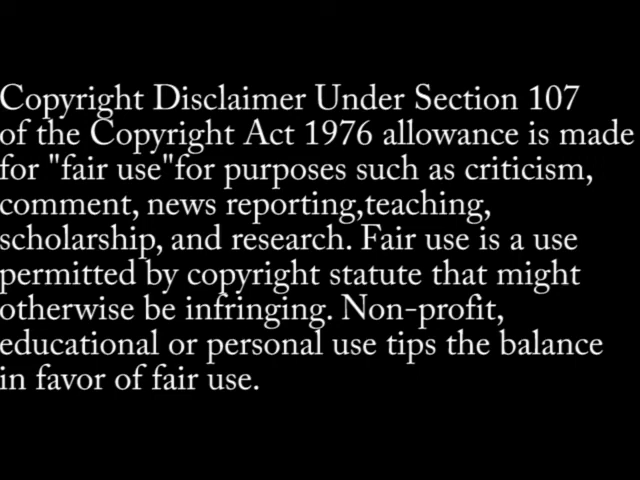 Copyright Disclaimer Under Section 107
of the Copyright Act 1976 allowance is made
for "fair use"for purposes such as criticism,
comment, news reporting,teaching,
scholarship, and research. Fair use is a use
permitted by copyright statute that might
otherwise be infringing. Non-profit,
educational or personal use tips the balance
in favor of fair use.